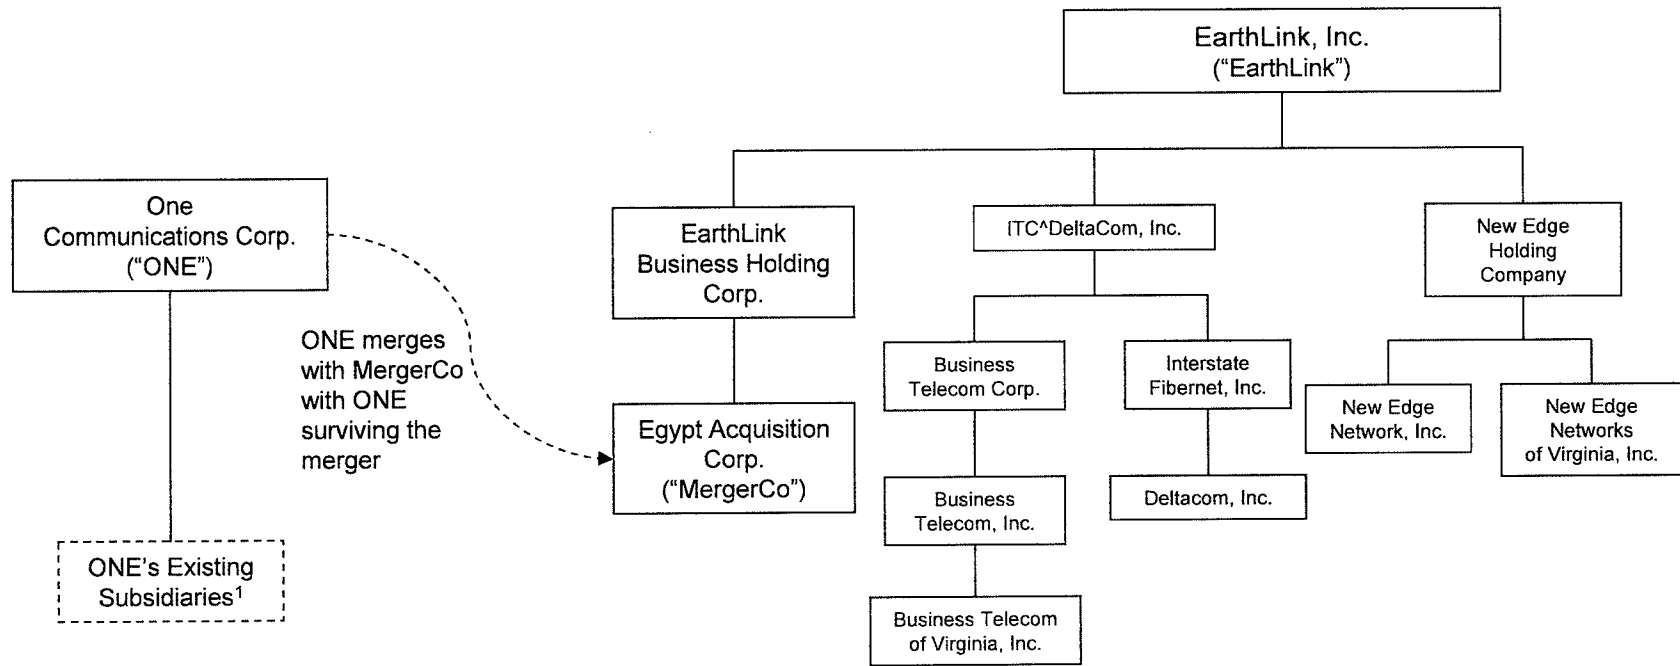 EarthLink, Inc.
(“EarthLink”)
One
Communications Corp.
(“ONE”)
EarthLink
Business Holding
Corp.
ITC^DeltaCom, Inc.
New Edge
Holding
Company
ONE merges
with MergerCo
with ONE
surviving the
merger
Business
Telecom Corp.
Interstate
Fibernet, Inc.
New Edge
Network, Inc.
New Edge
Networks
of Virginia, Inc.
Egypt Acquisition
Corp.
(“MergerCo”)
Business
Telecom, Inc.
Deltacom, Inc.
ONE’s Existing
Subsidiaries¹
Business Telecom
of Virginia, Inc.